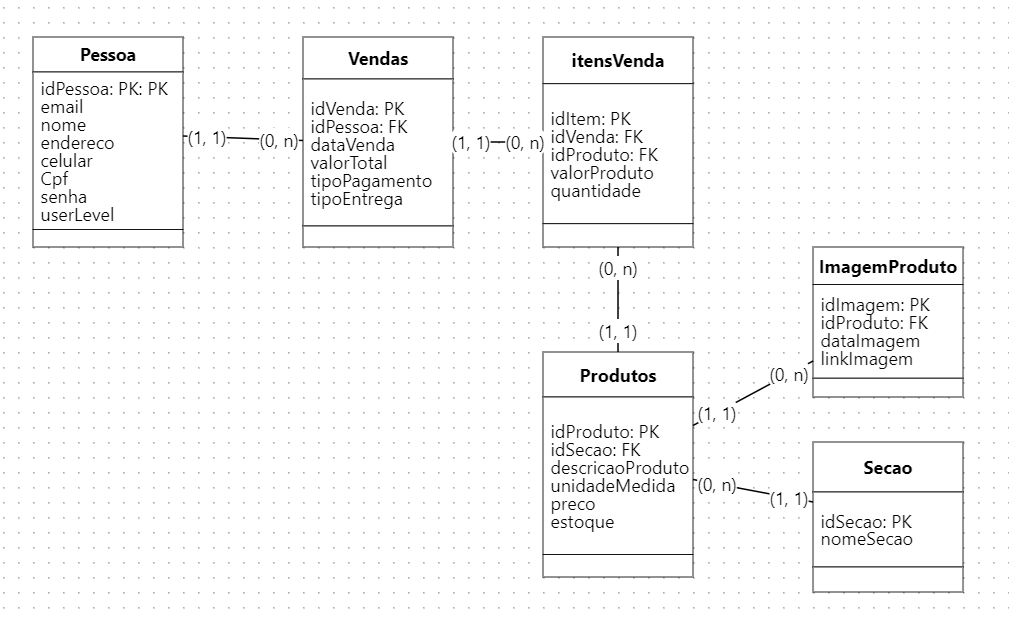 Pessoa
idPessoa: PK: PK
email
nome
endereco
celular
Cpf
senha
userLevel
(1, 1)
(0, n)
Vendas
idVenda: PK
idPessoa: FK
dataVenda
valorTotal
tipoPagamento
tipoEntrega
(1, 1)
(0, n)
itensVenda
idItem: PK
idVenda: FK
idProduto: FK
valorProduto
quantidade
(0, n)
(1, 1)
Produtos
idProduto: PK
idSecao: FK
descricaoProduto
unidadeMedida
preco
estoque
(1, 1)
(0, n)
ImagemProduto
idImagem: PK
idProduto: FK
dataImagem
linkImagem
(0, n)
(1, 1)
Secao
idSecao: PK
nomeSecao